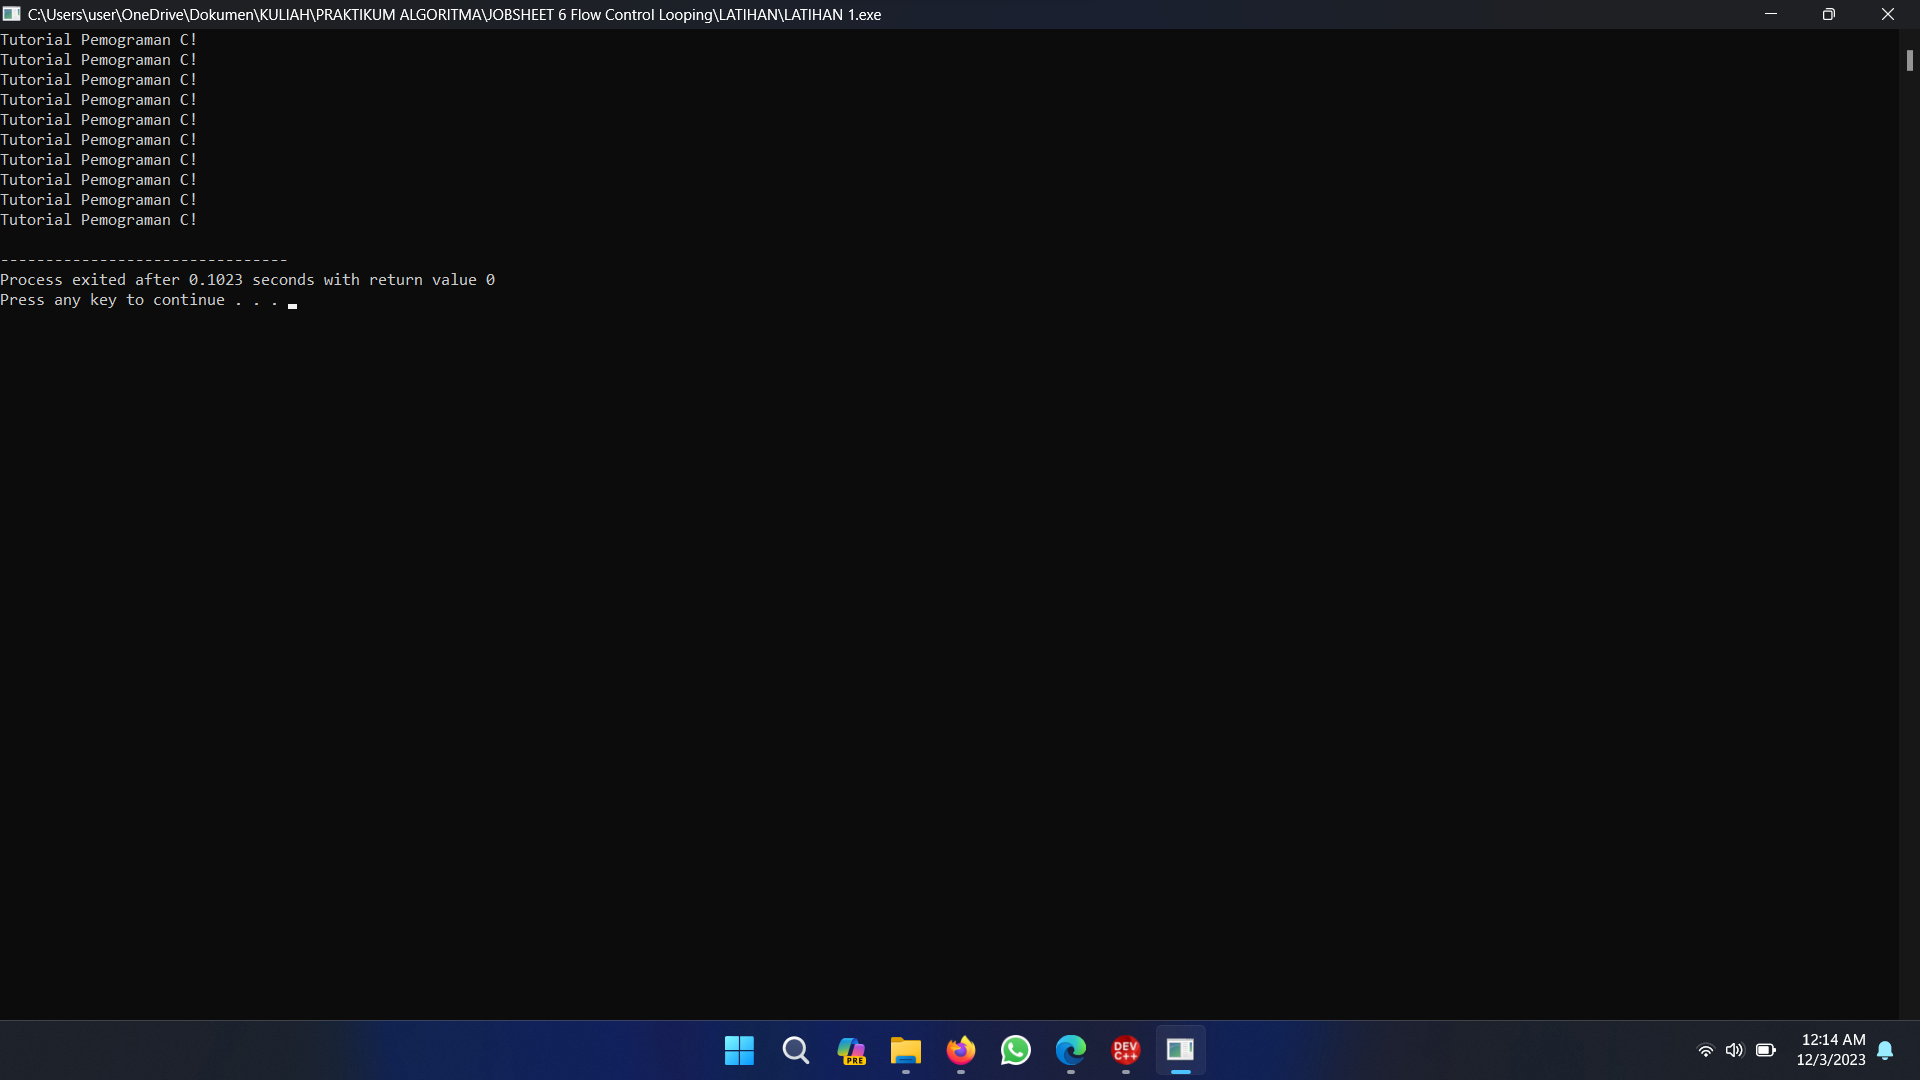 C:\Users\user\OneDrive\Dokumen\KULIAH\PRAKTIKUM ALGORITMA\JOBSHEET 6 Flow Control Looping\LATIHAN\LATIHAN 1.exe
Tutorial Pemograman C!
Tutorial Pemograman C!
Tutorial Pemograman C!
Tutorial Pemograman C!
Tutorial Pemograman C!
Tutorial Pemograman C!
Tutorial Pemograman C!
Tutorial Pemograman C!
Tutorial Pemograman C!
Tutorial Pemograman C!
--------------------------------
Process exited after 0.1023 seconds with return value 0
Press any key to continue . . .
PRE
DEV
C++
12:14 AM
12/3/2023